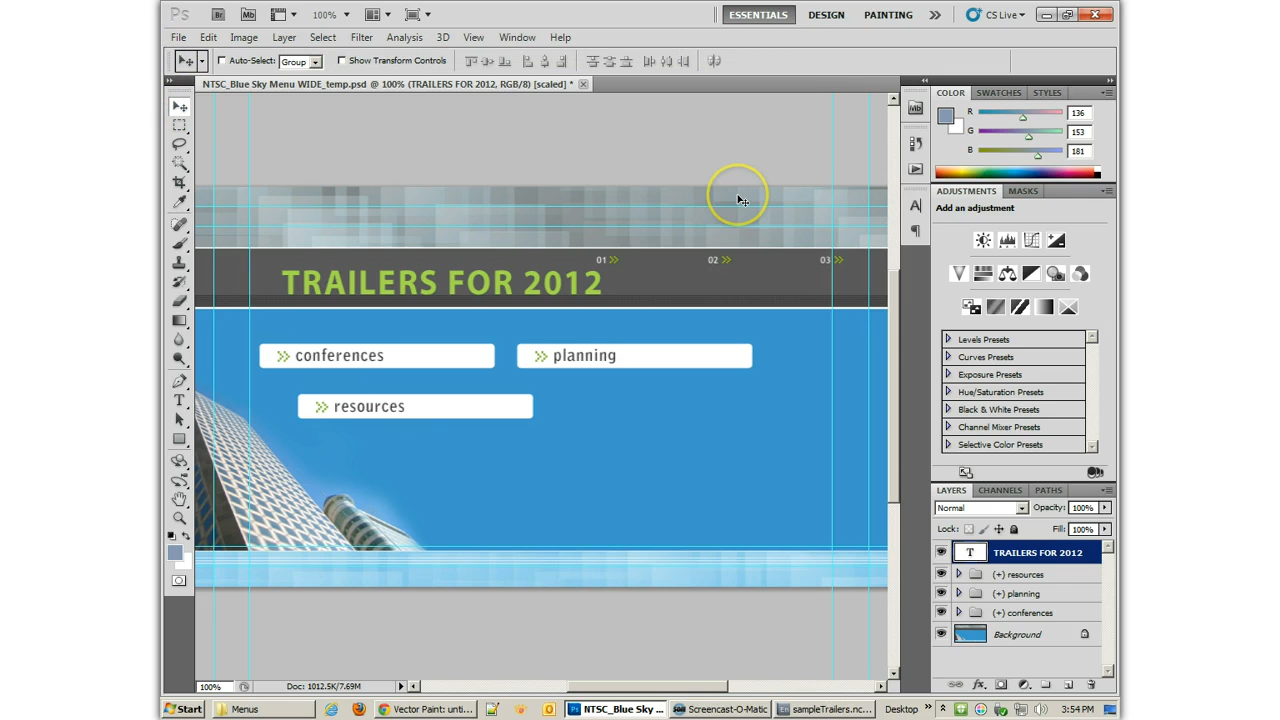 Ps Br Mb 100% ESSENTIALS DESIGN PAINTING CS Live
File Edit Image Layer Select Filter Analysis 3D View Window Help
Auto-Select: Group Show Transform Controls
NTSC_Blue Sky Menu WIDE_temp.psd @ 100% (TRAILERS FOR 2012, RGB/8) [scaled] *
COLOR SWATCHES STYLES
R 136
G 153
B 181
ADJUSTMENTS MASKS
Add an adjustment
01 02 03
TRAILERS FOR 2012
conferences planning
resources
Levels Presets
Curves Presets
Exposure Presets
Hue/Saturation Presets
Black & White Presets
Channel Mixer Presets
Selective Color Presets
LAYERS CHANNELS PATHS
Normal Opacity: 100%
Lock: Fill: 100%
T TRAILERS FOR 2012
(+) resources
(+) planning
(+) conferences
Background
100% Doc: 1012.5K/7.69M
Start Menus Vector Paint: unti... NTSC_Blue Sky ... Screencast-O-Matic sampleTrailers.nc... Desktop 3:54 PM